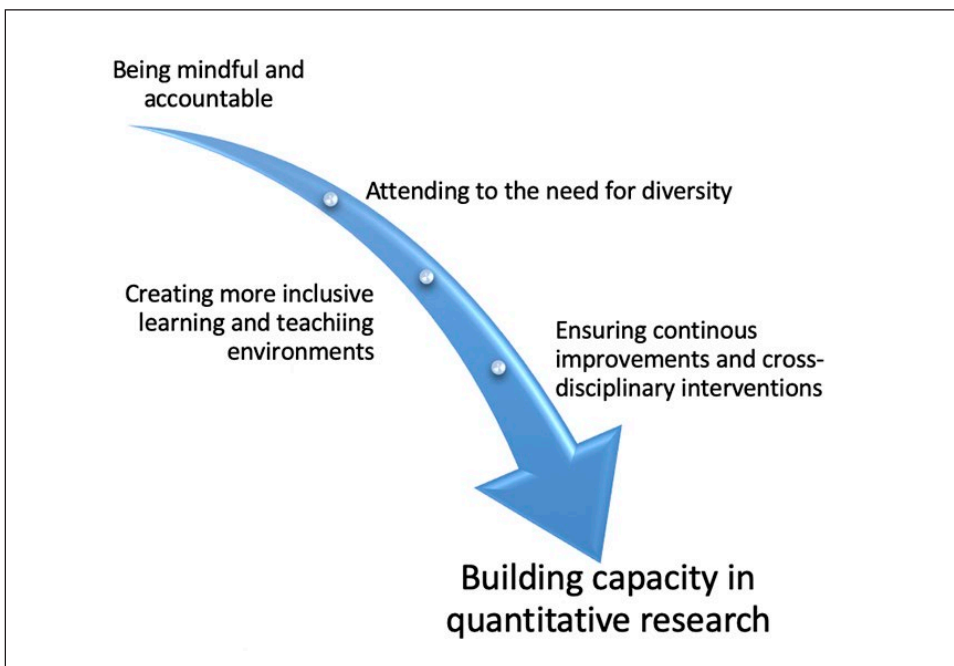 Being mindful and
accountable
Attending to the need for diversity
Creating more inclusive
learning and teachiing
environments
Ensuring continous
improvements and cross-
disciplinary interventions
Building capacity in
quantitative research